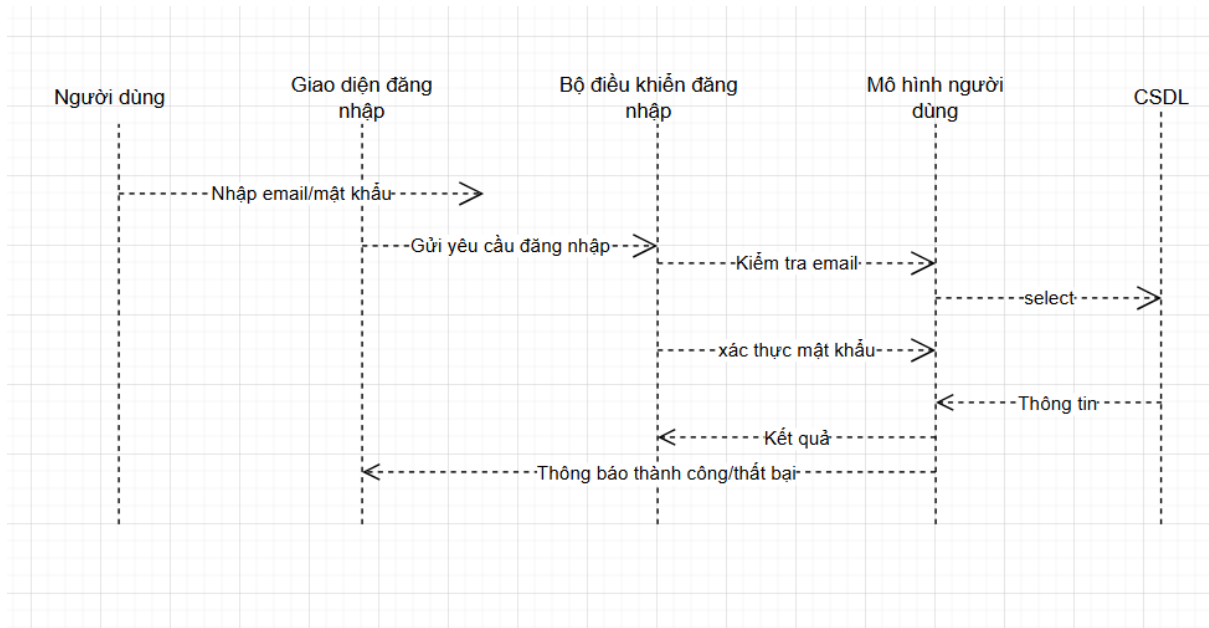 Người dùng
Giao diện đăng
nhập
Bộ điều khiển đăng
nhập
Mô hình người
dùng
CSDL
Nhập email/mật khẩu
Gửi yêu cầu đăng nhập
Kiểm tra email
select
xác thực mật khẩu
Thông tin
Kết quả
Thông báo thành công/thất bại